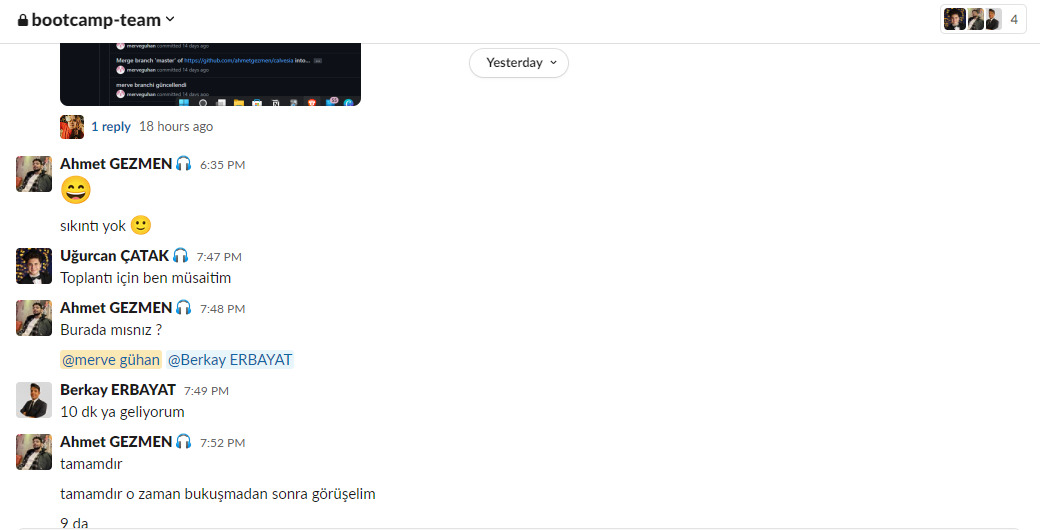 bootcamp-team
4
Yesterday
merveguhan committed 14 days ago
Merge branch 'master' of https://github.com/ahmetgezmen/calvesia into...
merveguhan committed 14 days ago
merve branchi güncellendi
merveguhan committed 14 days ago
1 reply 18 hours ago
Ahmet GEZMEN 6:35 PM
sıkıntı yok
Uğurcan ÇATAK 7:47 PM
Toplantı için ben müsaitim
Ahmet GEZMEN 7:48 PM
Burada mısnız ?
@merve gühan @Berkay ERBAYAT
Berkay ERBAYAT 7:49 PM
10 dk ya geliyorum
Ahmet GEZMEN 7:52 PM
tamamdır
tamamdır o zaman bukuşmadan sonra görüşelim
9 da